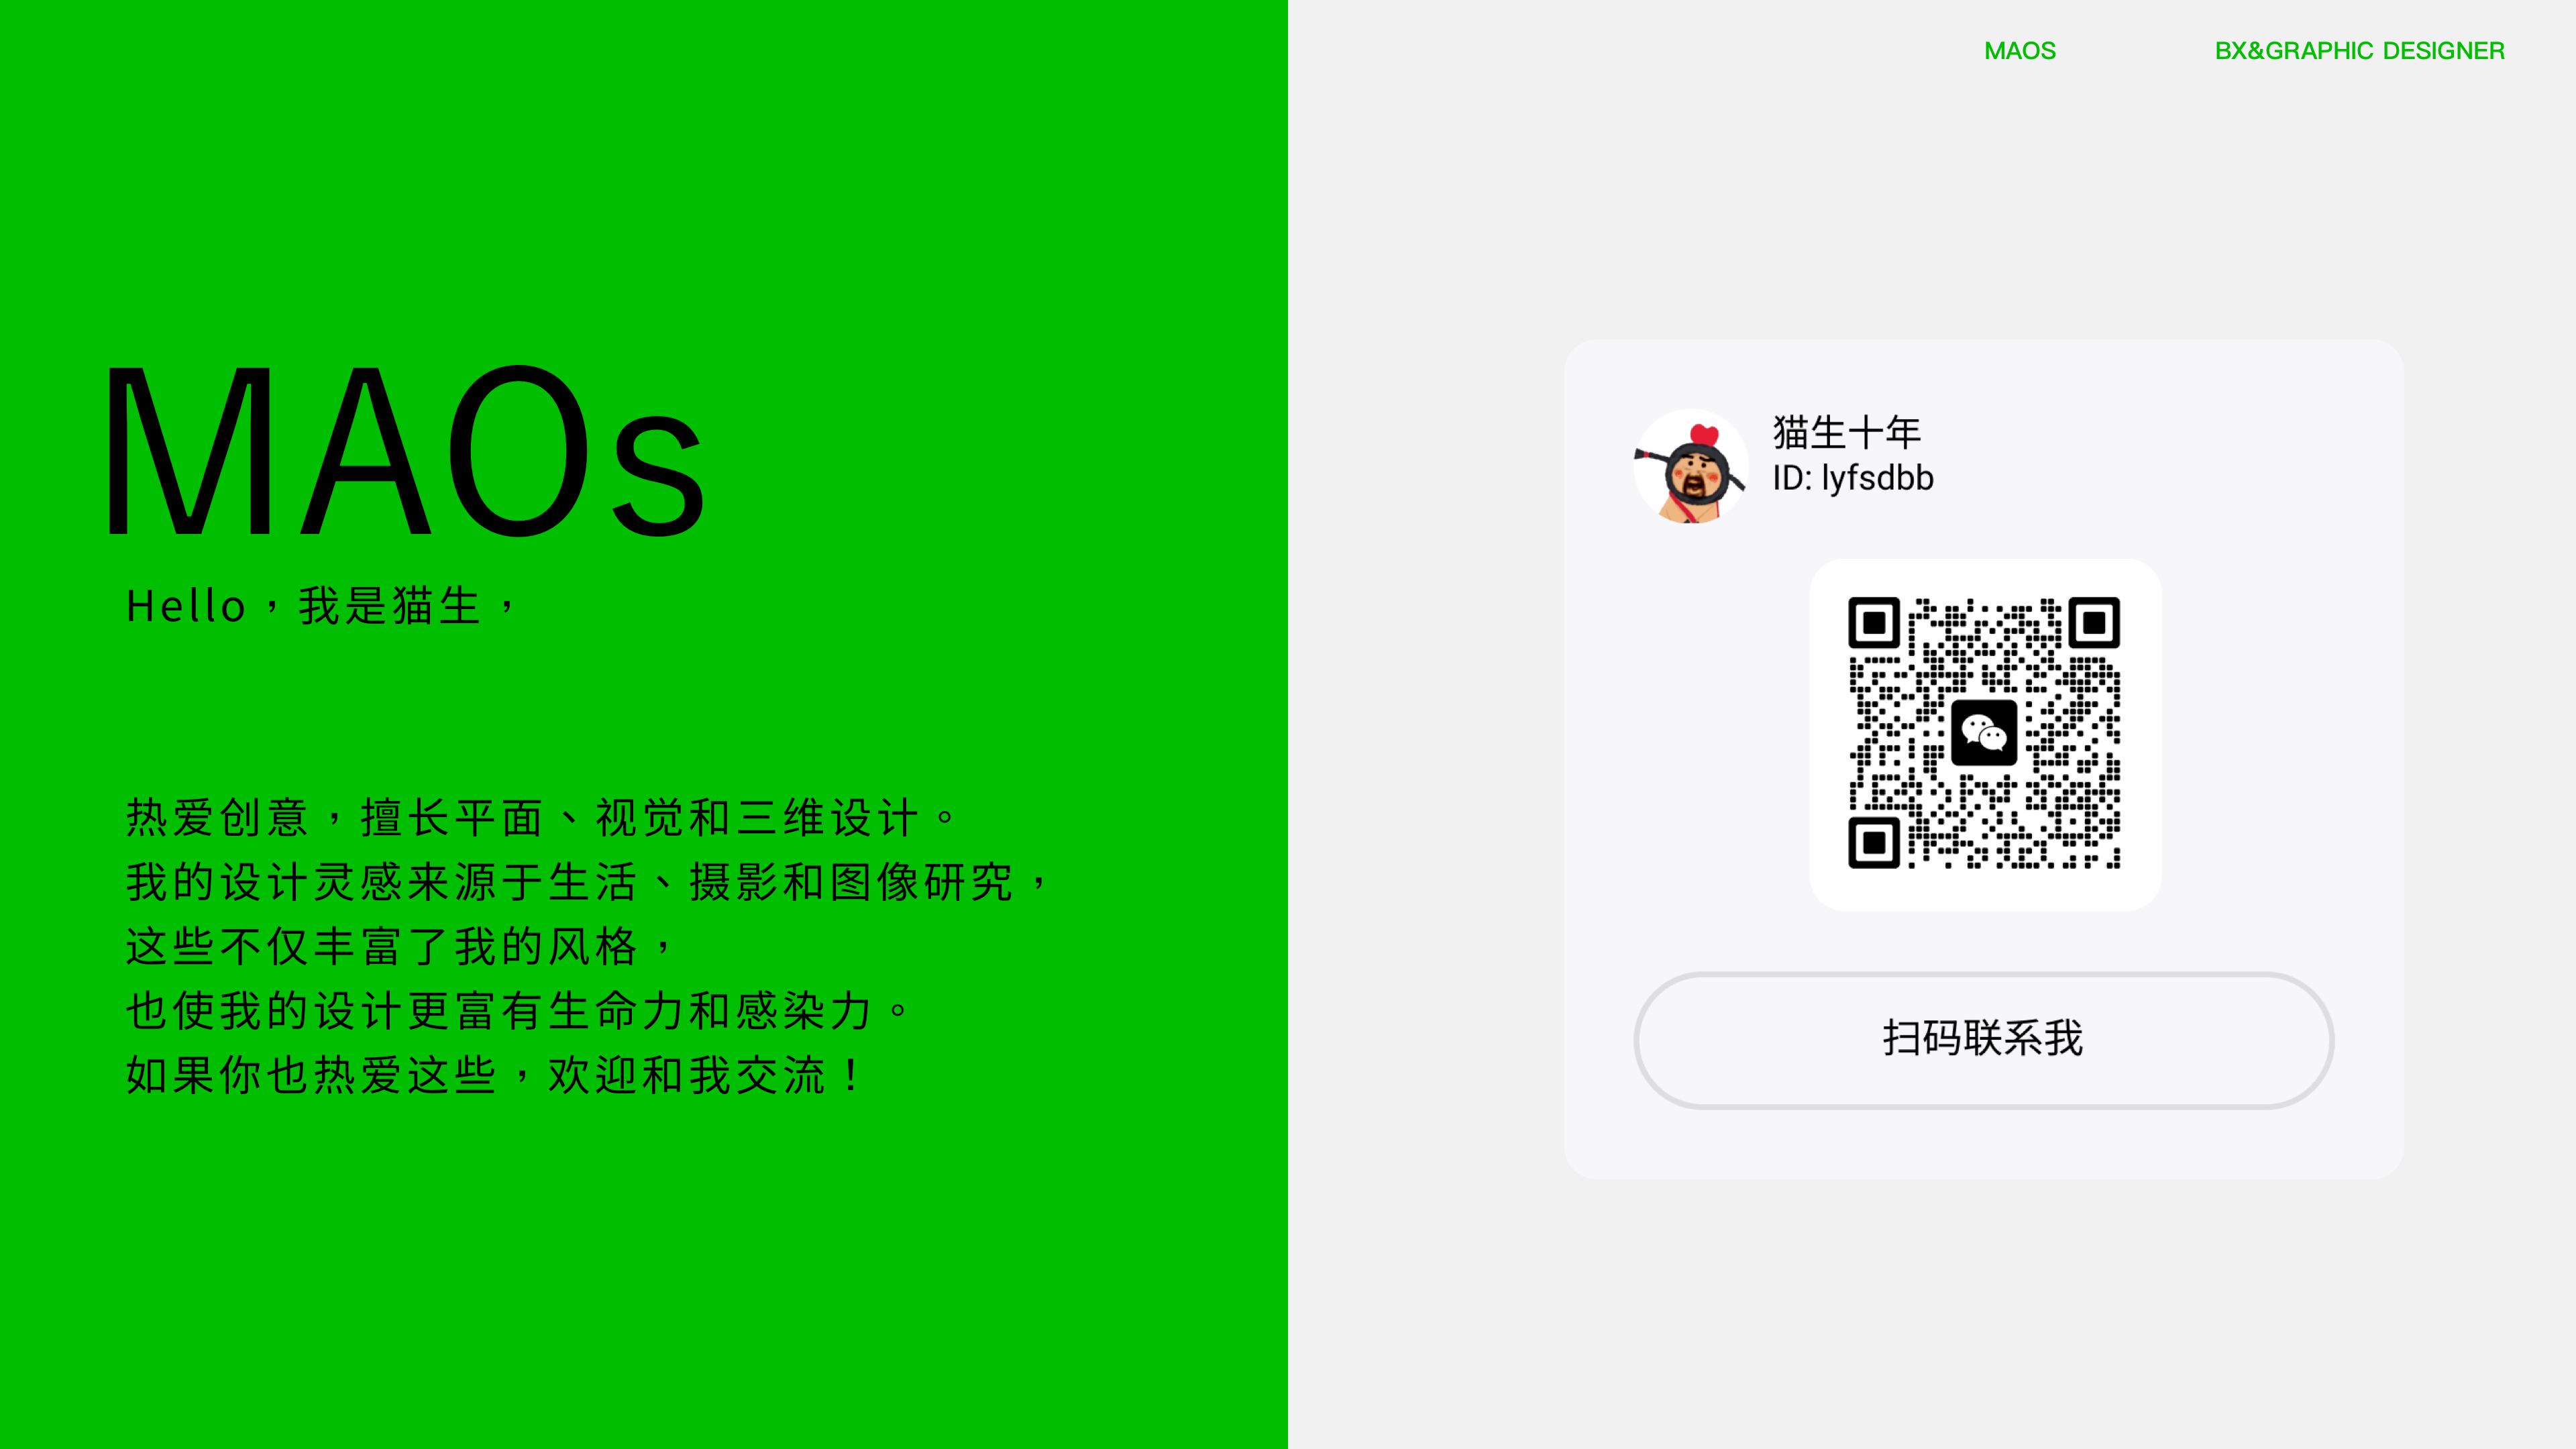 MAOS
BX&GRAPHIC DESIGNER
MAOs
Hello，我是猫生，
热爱创意，擅长平面、视觉和三维设计。
我的设计灵感来源于生活、摄影和图像研究，
这些不仅丰富了我的风格，
也使我的设计更富有生命力和感染力。
如果你也热爱这些，欢迎和我交流！
猫生十年
ID: lyfsdbb
扫码联系我